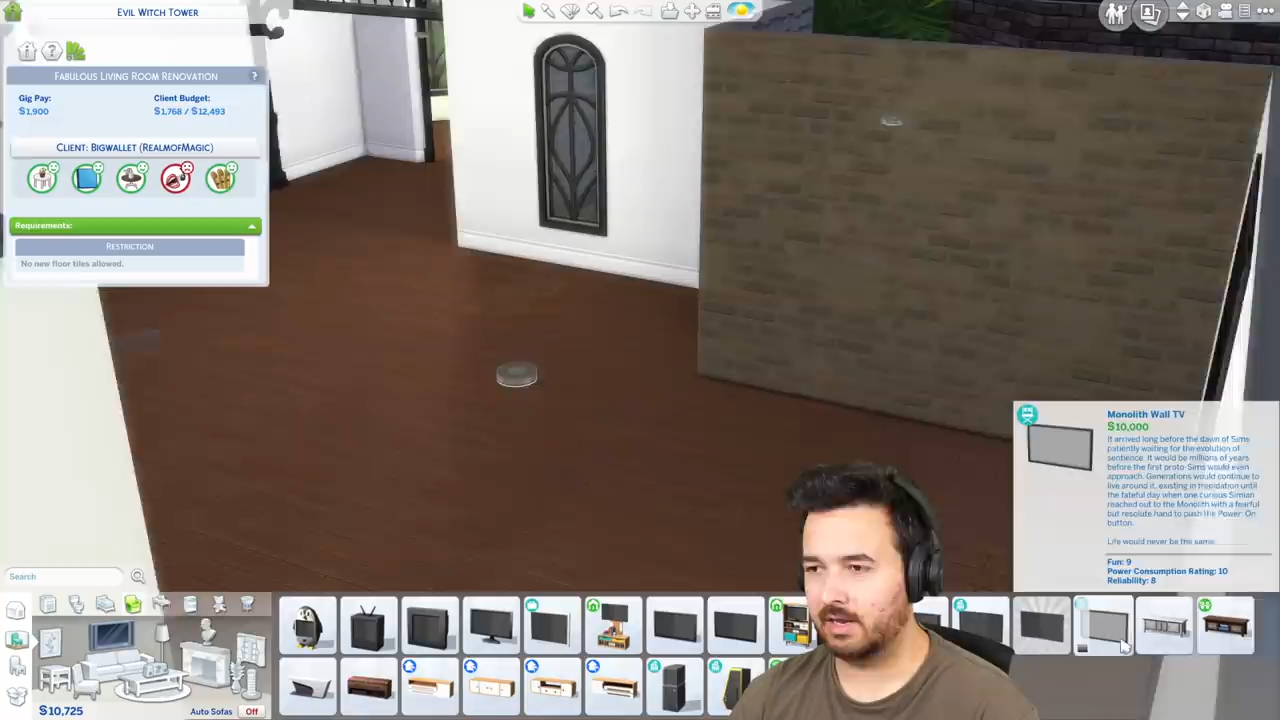 EVIL WITCH TOWER
FABULOUS LIVING ROOM RENOVATION
?
Gig Pay:
$1,900
Client Budget:
$1,768 / $12,493
CLIENT: BIGWALLET (REALMOFMAGIC)
Requirements:
RESTRICTION
No new floor tiles allowed.
Monolith Wall TV
$10,000
It arrived long before the dawn of Sims
patiently waiting for the evolution of
sentience. It would be millions of years
before the first proto-Sims would even
approach. Generations would continue to
live around it, existing in trepidation until
the fateful day when one curious Simian
reached out to the Monolith with a fearful
but resolute hand to push the Power: On
button.
Life would never be the same.
Fun: 9
Power Consumption Rating: 10
Reliability: 8
Search
$10,725
Auto Sofas
Off